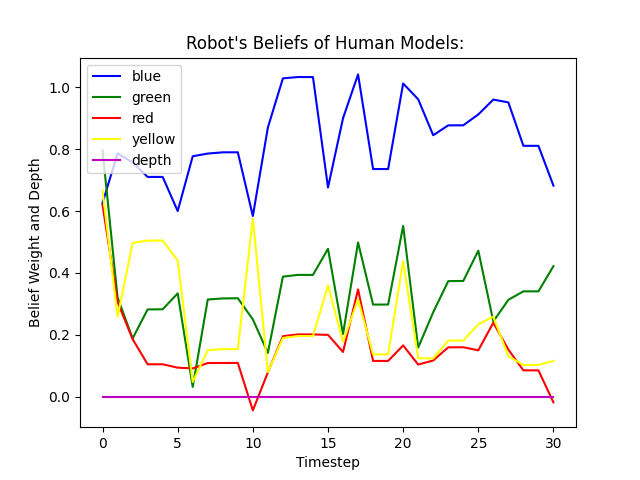 Robot's Beliefs of Human Models:
blue
green
red
yellow
depth
Belief Weight and Depth
1.0
0.8
0.6
0.4
0.2
0.0
0 5 10 15 20 25 30
Timestep